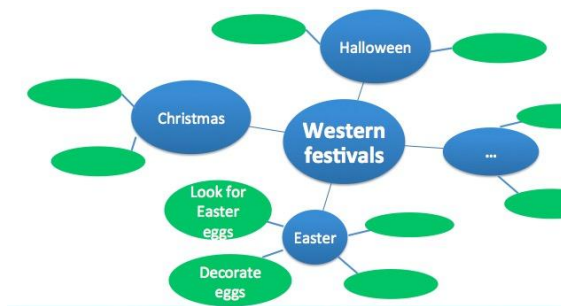 Halloween
Christmas
Western
festivals
...
Look for
Easter
eggs
Easter
Decorate
eggs